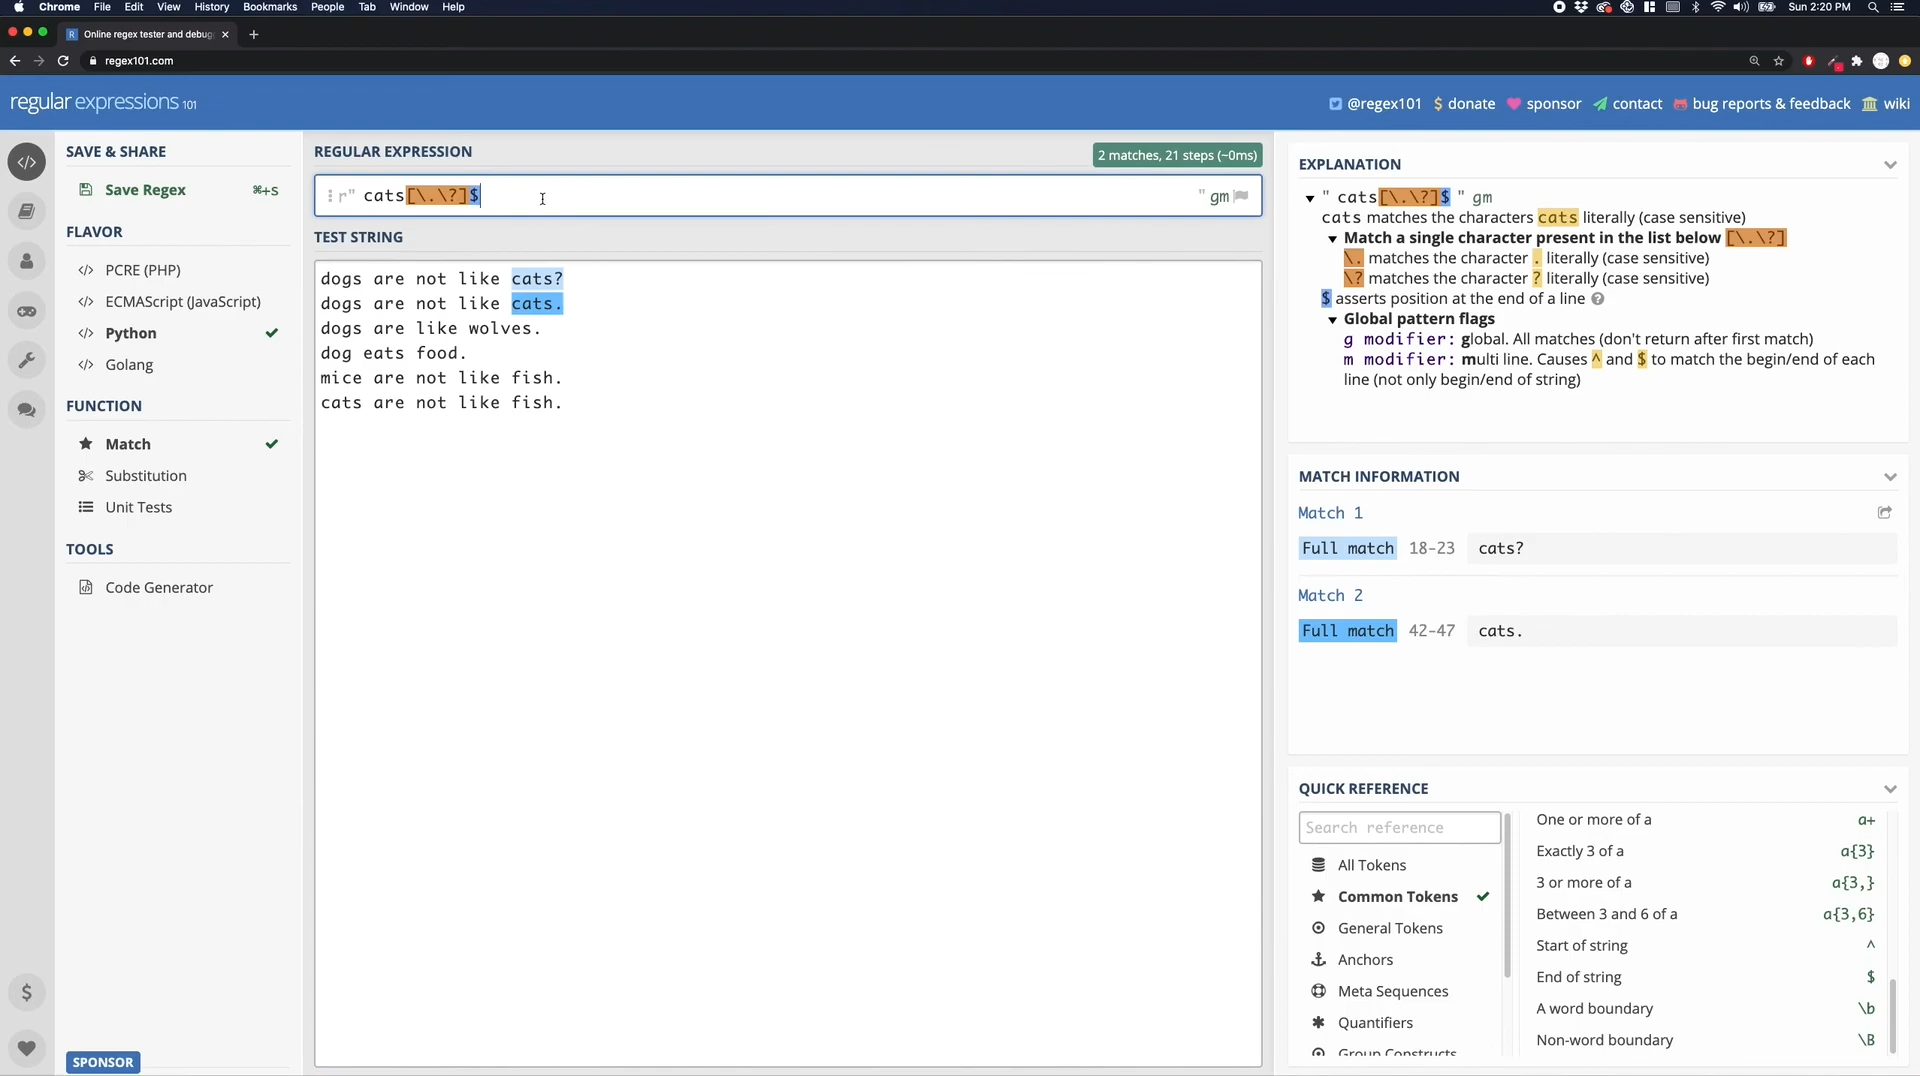 Chrome File Edit View History Bookmarks People Tab Window Help Sun 2:20 PM
Online regex tester and debug
regex101.com
regular expressions 101
@regex101 $ donate sponsor contact bug reports & feedback wiki
SAVE & SHARE
Save Regex ⌘+s
FLAVOR
</> PCRE (PHP)
</> ECMAScript (JavaScript)
</> Python
</> Golang
FUNCTION
Match
Substitution
Unit Tests
TOOLS
Code Generator
SPONSOR
REGULAR EXPRESSION
2 matches, 21 steps (~0ms)
r" cats[\.\?]$ " gm
TEST STRING
dogs are not like cats?
dogs are not like cats.
dogs are like wolves.
dog eats food.
mice are not like fish.
cats are not like fish.
EXPLANATION
" cats[\.\?]$ " gm
cats matches the characters cats literally (case sensitive)
Match a single character present in the list below [\.\?]
\. matches the character . literally (case sensitive)
\? matches the character ? literally (case sensitive)
$ asserts position at the end of a line
Global pattern flags
g modifier: global. All matches (don't return after first match)
m modifier: multi line. Causes ^ and $ to match the begin/end of each
line (not only begin/end of string)
MATCH INFORMATION
Match 1
Full match 18-23 cats?
Match 2
Full match 42-47 cats.
QUICK REFERENCE
Search reference
All Tokens
Common Tokens
General Tokens
Anchors
Meta Sequences
Quantifiers
Group Constructs
One or more of a a+
Exactly 3 of a a{3}
3 or more of a a{3,}
Between 3 and 6 of a a{3,6}
Start of string ^
End of string $
A word boundary \b
Non-word boundary \B